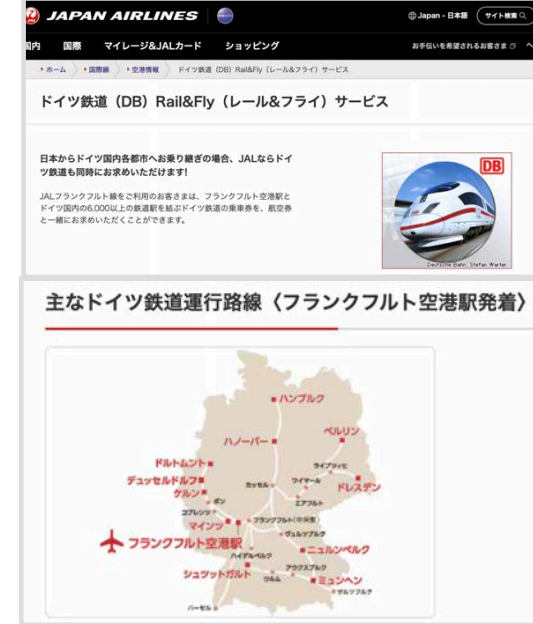 JAPAN AIRLINES
Japan - 日本語
サイト検索
国内 国際 マイレージ&JALカード ショッピング
お手伝いを希望されるお客さま
ホーム 国際線 空港情報 ドイツ鉄道（DB）Rail&Fly（レール&フライ）サービス
ドイツ鉄道（DB）Rail&Fly（レール&フライ）サービス
日本からドイツ国内各都市へお乗り継ぎの場合、JALならドイ
ツ鉄道も同時にお求めいただけます!
JALフランクフルト線をご利用のお客さまは、フランクフルト空港駅と
ドイツ国内の6,000以上の鉄道駅を結ぶドイツ鉄道の乗車券を、航空券
と一緒にお求めいただくことができます。
DB
Deutsche Bahn, Stefan Warter
主なドイツ鉄道運行路線〈フランクフルト空港駅発着〉
ハンブルク
ベルリン
ハノーバー
ドルトムント
ライプツィヒ
デュッセルドルフ
カッセル
ワイマール
ドレスデン
ケルン
ボン
エアフルト
コブレンツ
フランクフルト(中央駅)
マインツ
ヴュルツブルク
フランクフルト空港駅
ニュルンベルク
ハイデルベルク
シュツットガルト
アウクスブルク
ウルム
ミュンヘン
ザルツブルク
バーゼル